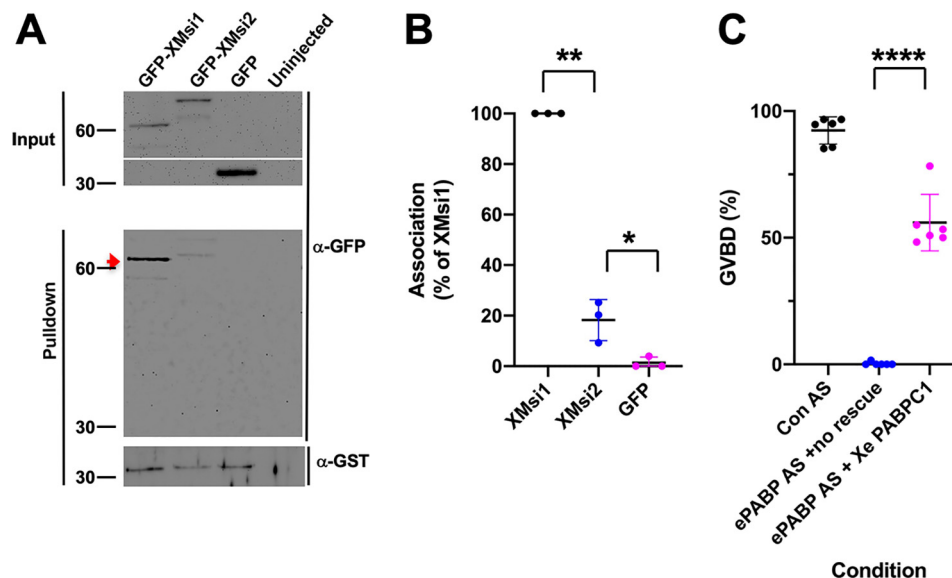 A
GFP-XMsi1
GFP-XMsi2
GFP
Uninjected
Input
60
30
α-GFP
Pulldown
60
30
α-GST
30
B
**
*
Association
(% of XMsi1)
100
80
60
40
20
0
XMsi1
XMsi2
GFP
C
****
GVBD (%)
100
50
0
Con AS
ePABP AS +no rescue
ePABP AS + Xe PABPC1
Condition